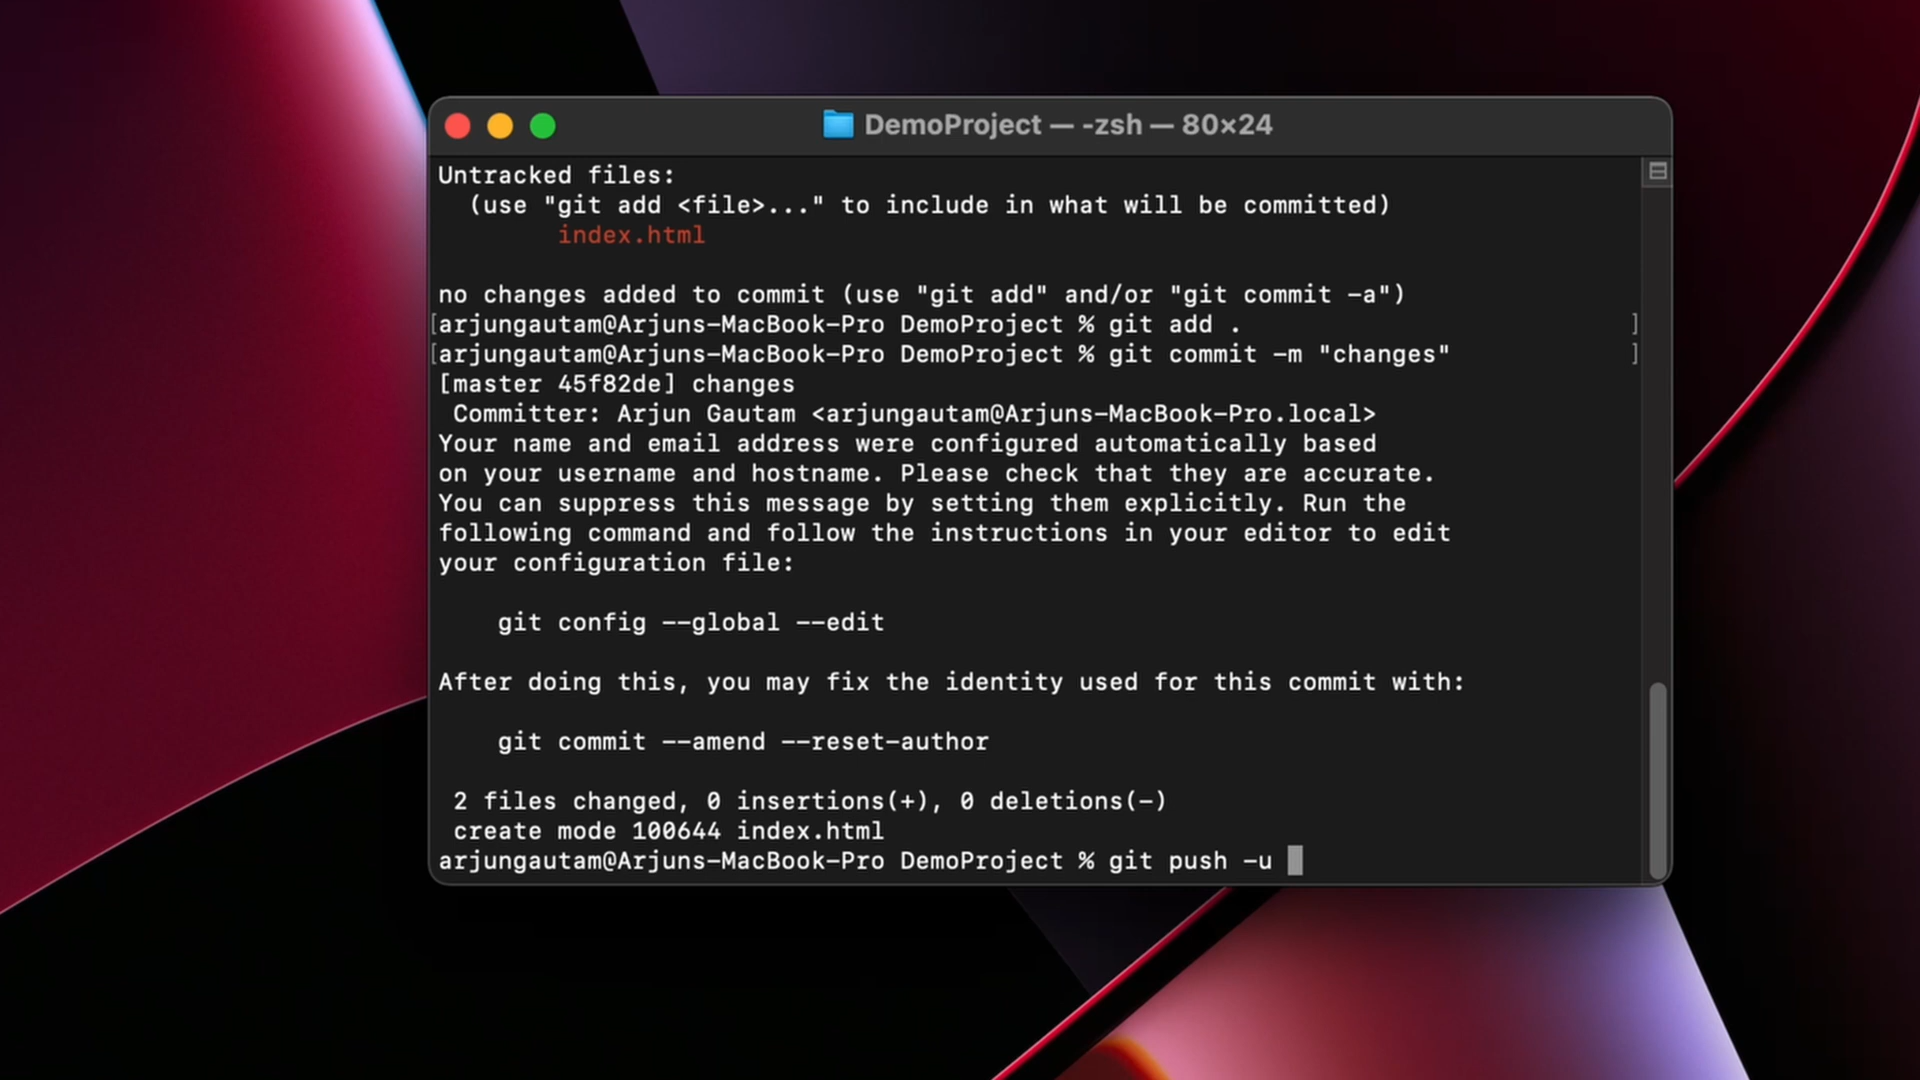 DemoProject — -zsh — 80×24
Untracked files:
  (use "git add <file>..." to include in what will be committed)
        index.html
no changes added to commit (use "git add" and/or "git commit -a")
[arjungautam@Arjuns-MacBook-Pro DemoProject % git add .                          ]
[arjungautam@Arjuns-MacBook-Pro DemoProject % git commit -m "changes"            ]
[master 45f82de] changes
 Committer: Arjun Gautam <arjungautam@Arjuns-MacBook-Pro.local>
Your name and email address were configured automatically based
on your username and hostname. Please check that they are accurate.
You can suppress this message by setting them explicitly. Run the
following command and follow the instructions in your editor to edit
your configuration file:
    git config --global --edit
After doing this, you may fix the identity used for this commit with:
    git commit --amend --reset-author
 2 files changed, 0 insertions(+), 0 deletions(-)
 create mode 100644 index.html
arjungautam@Arjuns-MacBook-Pro DemoProject % git push -u